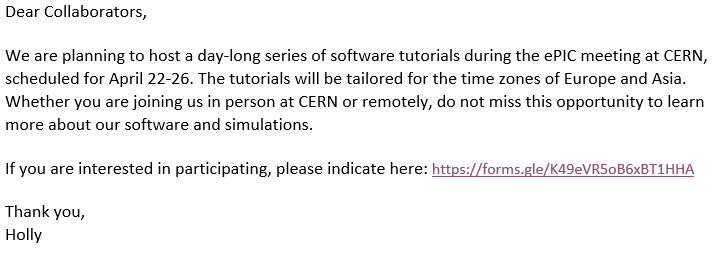 Dear Collaborators,
We are planning to host a day-long series of software tutorials during the ePIC meeting at CERN,
scheduled for April 22-26. The tutorials will be tailored for the time zones of Europe and Asia.
Whether you are joining us in person at CERN or remotely, do not miss this opportunity to learn
more about our software and simulations.
If you are interested in participating, please indicate here: https://forms.gle/K49eVR5oB6xBT1HHA
Thank you,
Holly